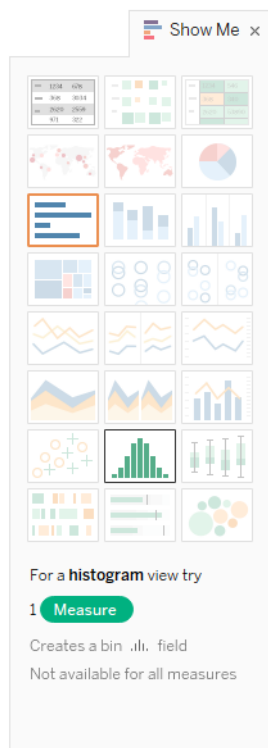 Show Me ×
For a histogram view try
1 Measure
Creates a bin field
Not available for all measures